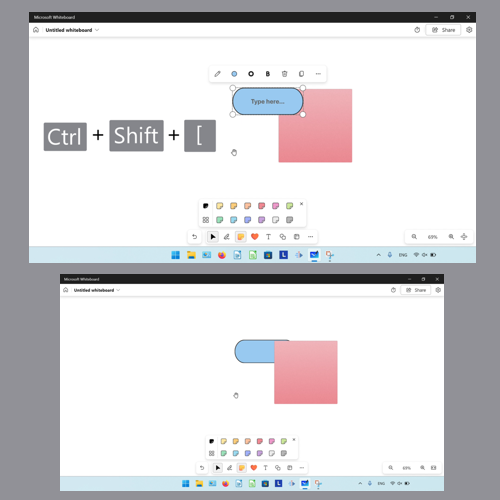 Microsoft Whiteboard
Untitled whiteboard
Share
B
Type here...
Ctrl + Shift + [
T
69%
L
ENG
Microsoft Whiteboard
Untitled whiteboard
Share
T
69%
L
ENG